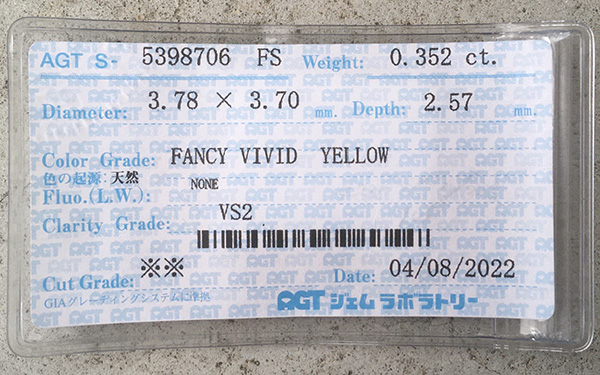 AGT S- 5398706 FS Weight: 0.352 ct.
Diameter: 3.78 × 3.70 mm. Depth: 2.57 mm.
Color Grade: FANCY VIVID YELLOW
色の起源:天然
Fluo.(L.W.): NONE
Clarity Grade: VS2
Cut Grade: ※※ Date: 04/08/2022
GIAグレーディングシステムに準拠
AGTジェムラボラトリー